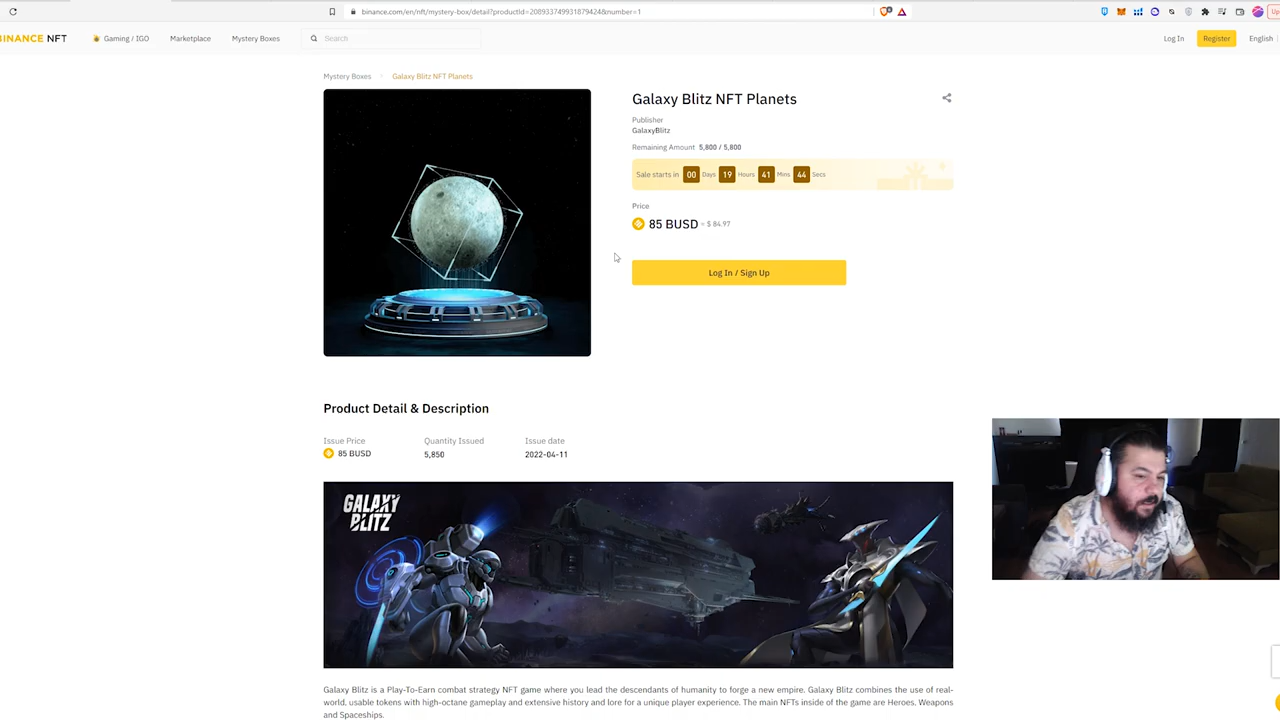 binance.com/en/nft/mystery-box/detail?productId=208933749931879424&number=1
BINANCE NFT
Gaming / IGO
Marketplace
Mystery Boxes
Search
Log In
Register
English
Mystery Boxes
Galaxy Blitz NFT Planets
Galaxy Blitz NFT Planets
Publisher
GalaxyBlitz
Remaining Amount 5,800 / 5,800
Sale starts in 00 Days 19 Hours 41 Mins 44 Secs
Price
85 BUSD ≈ $ 84.97
Log In / Sign Up
Product Detail & Description
Issue Price
85 BUSD
Quantity Issued
5,850
Issue date
2022-04-11
GALAXY
BLITZ
Galaxy Blitz is a Play-To-Earn combat strategy NFT game where you lead the descendants of humanity to forge a new empire. Galaxy Blitz combines the use of real-
world, usable tokens with high-octane gameplay and extensive history and lore for a unique player experience. The main NFTs inside of the game are Heroes, Weapons
and Spaceships.